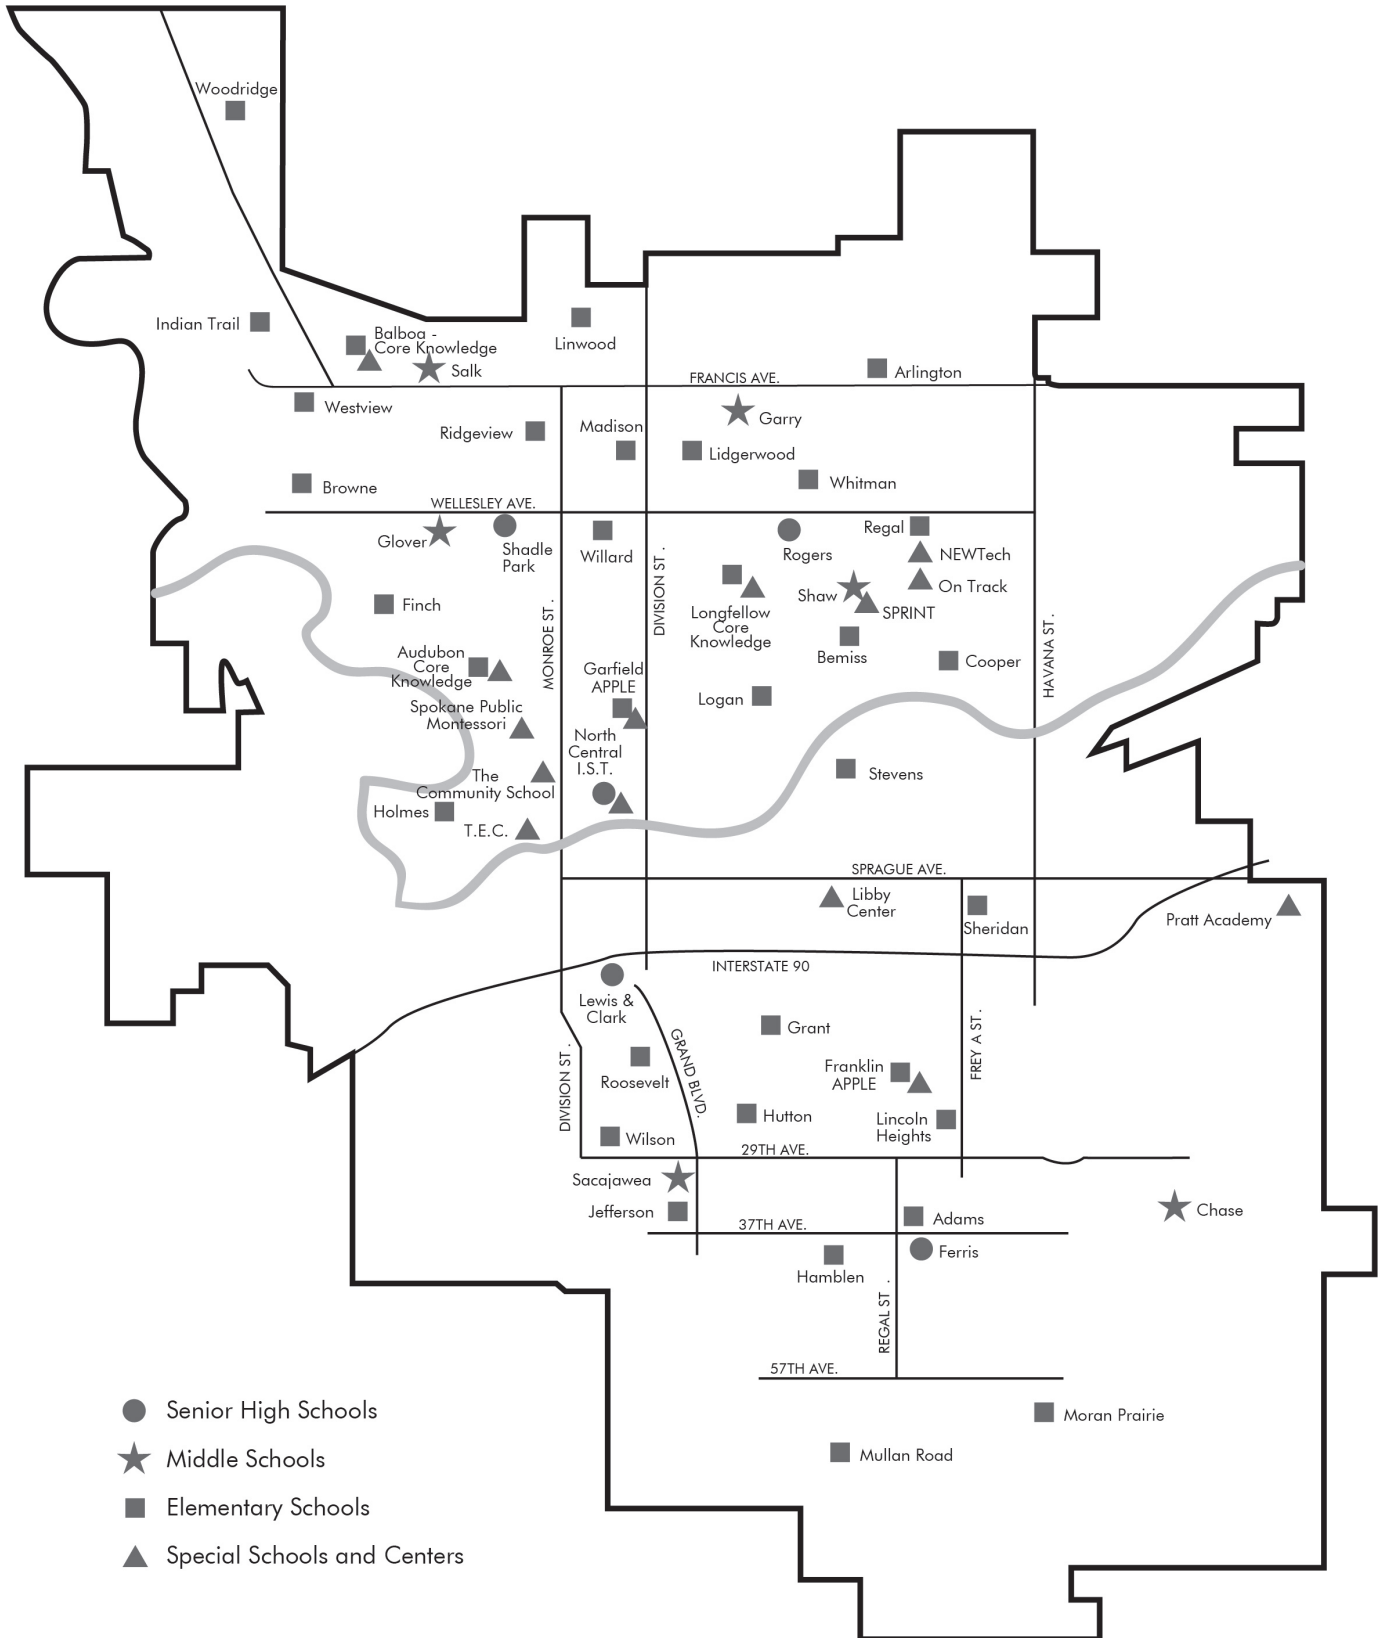 Woodridge
Indian Trail
Balboa -
Core Knowledge
Salk
Linwood
Arlington
FRANCIS AVE.
Westview
Garry
Ridgeview
Madison
Lidgerwood
Browne
Whitman
WELLESLEY AVE.
Glover
Shadle
Park
Willard
DIVISION ST .
Rogers
Regal
NEWTech
On Track
Shaw
SPRINT
Finch
Longfellow
Core
Knowledge
MONROE ST .
HAVANA ST .
Bemiss
Cooper
Audubon
Core
Knowledge
Garfield
APPLE
Logan
Spokane Public
Montessori
North
Central
I.S.T.
The
Community School
Stevens
Holmes
T.E.C.
SPRAGUE AVE.
Libby
Center
Sheridan
Pratt Academy
INTERSTATE 90
Lewis &
Clark
Grant
GRAND BLVD.
FREY A ST .
DIVISION ST .
Roosevelt
Franklin
APPLE
Hutton
Lincoln
Heights
Wilson
29TH AVE.
Sacajawea
Jefferson
Chase
Adams
37TH AVE.
Ferris
Hamblen
REGAL ST .
57TH AVE.
Moran Prairie
Mullan Road
Senior High Schools
Middle Schools
Elementary Schools
Special Schools and Centers